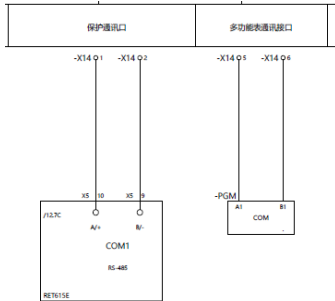 保护通讯口 多功能表通讯接口
-X14 1 -X14 2 -X14 5 -X14 6
-PGM
X5 10 X5 9 A1 B1
/12.7C A/+ B/- COM
COM1
RS-485
RET615E